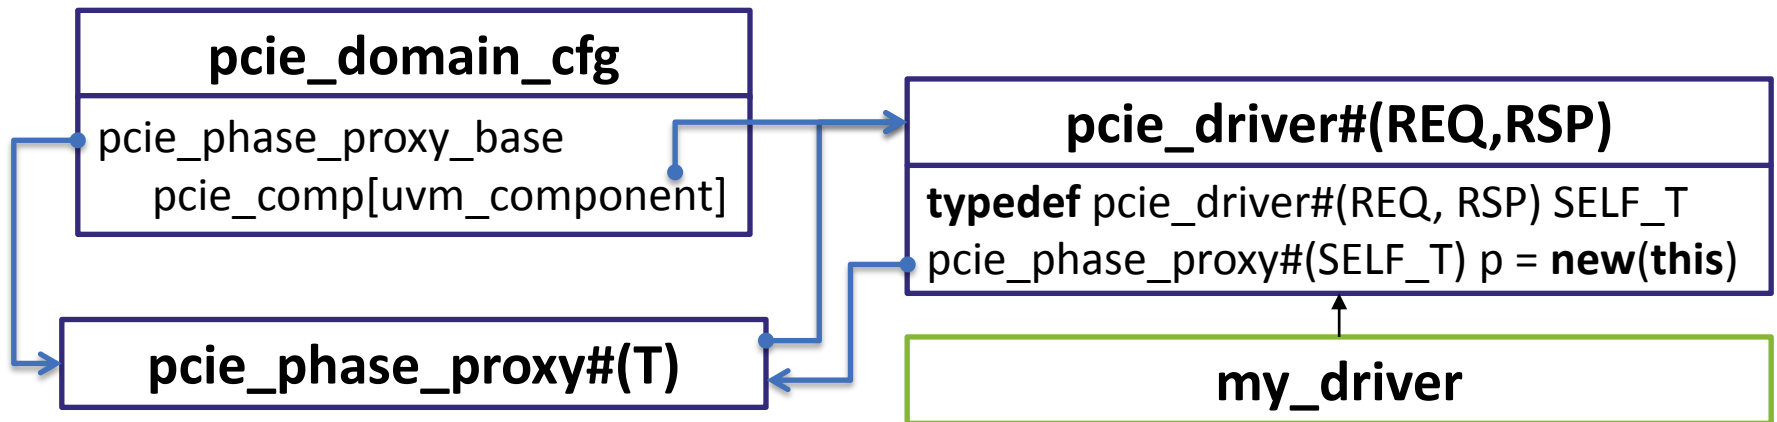 pcie_domain_cfg
pcie_phase_proxy_base
pcie_comp[uvm_component]
pcie_driver#(REQ,RSP)
typedef pcie_driver#(REQ, RSP) SELF_T
pcie_phase_proxy#(SELF_T) p = new(this)
pcie_phase_proxy#(T)
my_driver